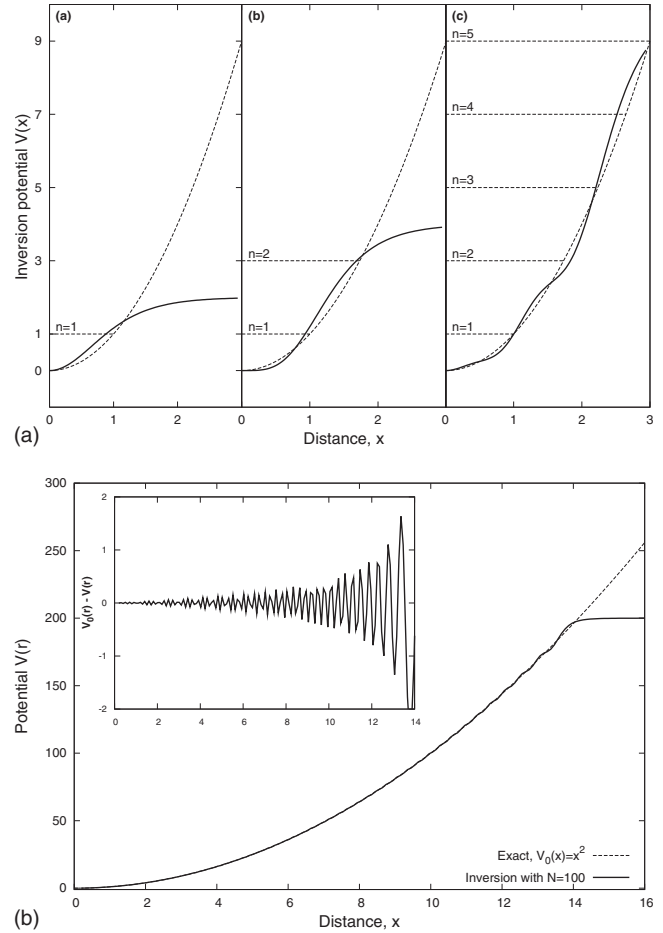 (a)
(b)
(c)
Inversion potential V(x)
9
7
5
3
1
0
n=1
n=2
n=1
n=5
n=4
n=3
n=2
n=1
0
1
2
0
1
2
0
1
2
3
Distance, x
(a)
Potential V(r)
300
250
200
150
100
50
0
V₀(r) - V(r)
2
1
0
-1
-2
0
2
4
6
8
10
12
14
Exact, V₀(x)=x²
Inversion with N=100
0
2
4
6
8
10
12
14
16
Distance, x
(b)